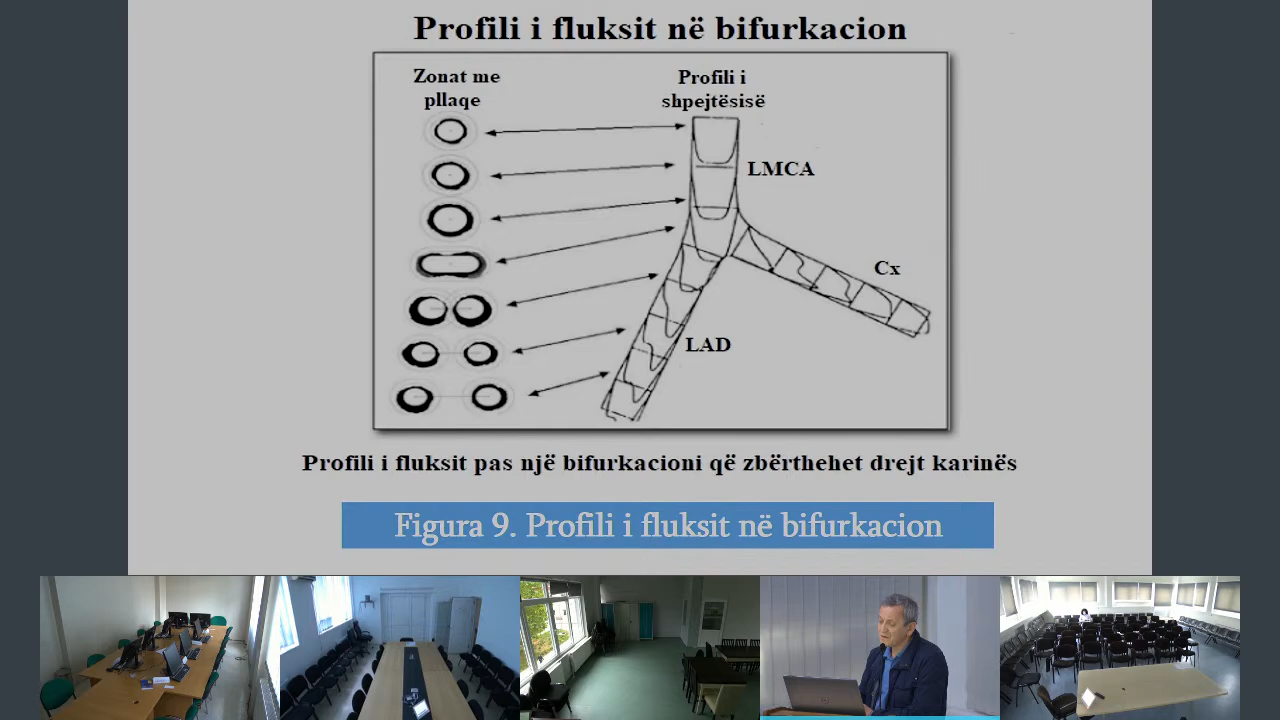 Profili i fluksit në bifurkacion
Zonat me
pllaqe
Profili i
shpejtësisë
LMCA
Cx
LAD
Profili i fluksit pas një bifurkacioni që zbërthehet drejt karinës
Figura 9. Profili i fluksit në bifurkacion